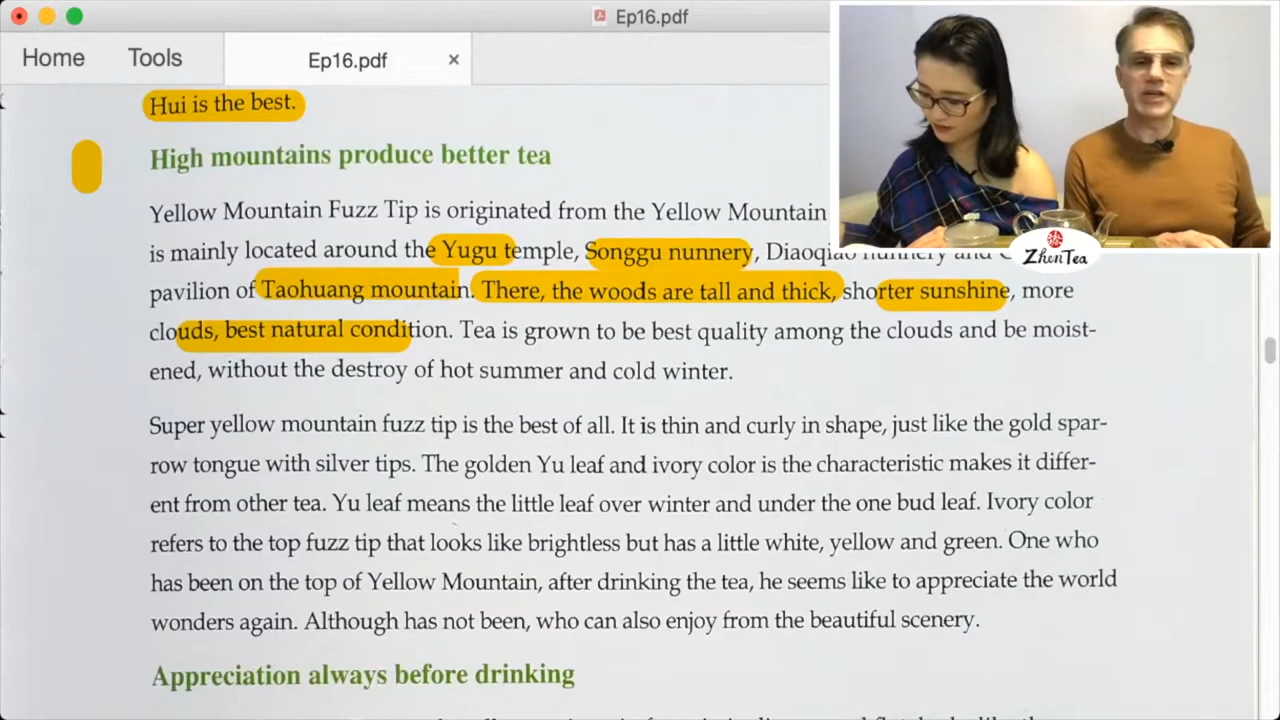 Ep16.pdf
Home Tools Ep16.pdf ×
Hui is the best.
High mountains produce better tea
Yellow Mountain Fuzz Tip is originated from the Yellow Mountain
is mainly located around the Yugu temple, Songgu nunnery, Diaoqiao nunnery and
pavilion of Taohuang mountain. There, the woods are tall and thick, shorter sunshine, more
clouds, best natural condition. Tea is grown to be best quality among the clouds and be moist-
ened, without the destroy of hot summer and cold winter.
Super yellow mountain fuzz tip is the best of all. It is thin and curly in shape, just like the gold spar-
row tongue with silver tips. The golden Yu leaf and ivory color is the characteristic makes it differ-
ent from other tea. Yu leaf means the little leaf over winter and under the one bud leaf. Ivory color
refers to the top fuzz tip that looks like brightless but has a little white, yellow and green. One who
has been on the top of Yellow Mountain, after drinking the tea, he seems like to appreciate the world
wonders again. Although has not been, who can also enjoy from the beautiful scenery.
Appreciation always before drinking
ZhenTea